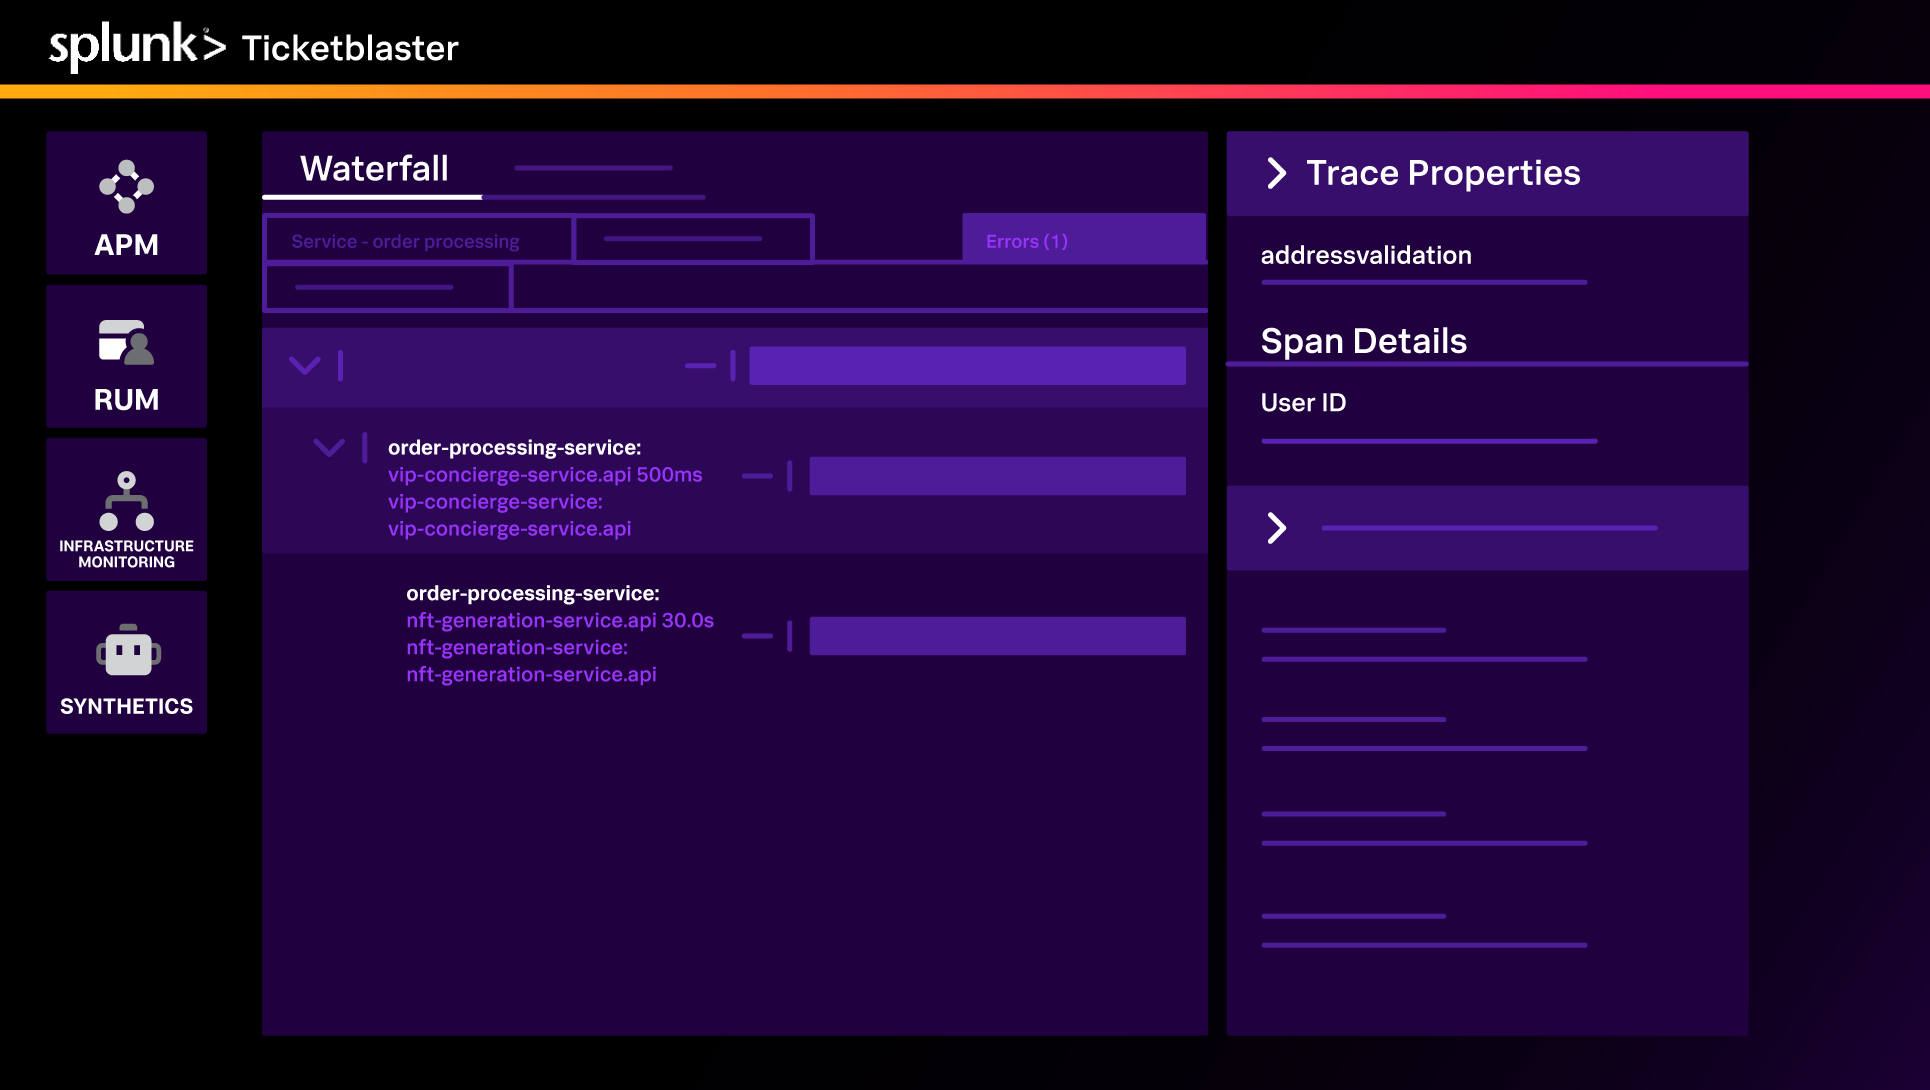 splunk> Ticketblaster
APM
RUM
INFRASTRUCTURE
MONITORING
SYNTHETICS
Waterfall
Service - order processing
Errors (1)
order-processing-service:
vip-concierge-service.api 500ms
vip-concierge-service:
vip-concierge-service.api
order-processing-service:
nft-generation-service.api 30.0s
nft-generation-service:
nft-generation-service.api
Trace Properties
addressvalidation
Span Details
User ID